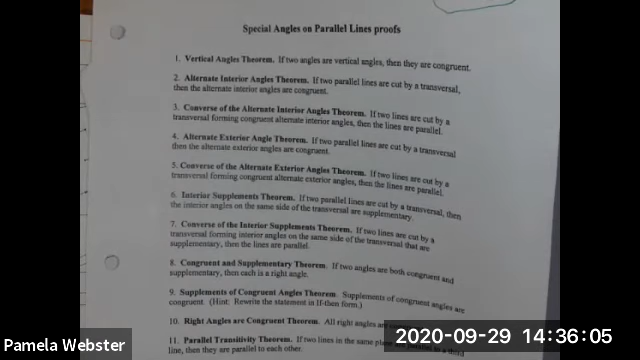 Special Angles on Parallel Lines proofs
1. Vertical Angles Theorem. If two angles are vertical angles, then they are congruent.
2. Alternate Interior Angles Theorem. If two parallel lines are cut by a transversal,
then the alternate interior angles are congruent.
3. Converse of the Alternate Interior Angles Theorem. If two lines are cut by a
transversal forming congruent alternate interior angles, then the lines are parallel.
4. Alternate Exterior Angle Theorem. If two parallel lines are cut by a transversal
then the alternate exterior angles are congruent.
5. Converse of the Alternate Exterior Angles Theorem. If two lines are cut by a
transversal forming congruent alternate exterior angles, then the lines are parallel.
6. Interior Supplements Theorem. If two parallel lines are cut by a transversal, then
the interior angles on the same side of the transversal are supplementary.
7. Converse of the Interior Supplements Theorem. If two lines are cut by a
transversal forming interior angles on the same side of the transversal that are
supplementary, then the lines are parallel.
8. Congruent and Supplementary Theorem. If two angles are both congruent and
supplementary, then each is a right angle.
9. Supplements of Congruent Angles Theorem. Supplements of congruent angles are
congruent. (Hint: Rewrite the statement in If-then form.)
10. Right Angles are Congruent Theorem. All right angles are
11. Parallel Transitivity Theorem. If two lines in the same
line, then they are parallel to each other.
Pamela Webster
2020-09-29 14:36:05